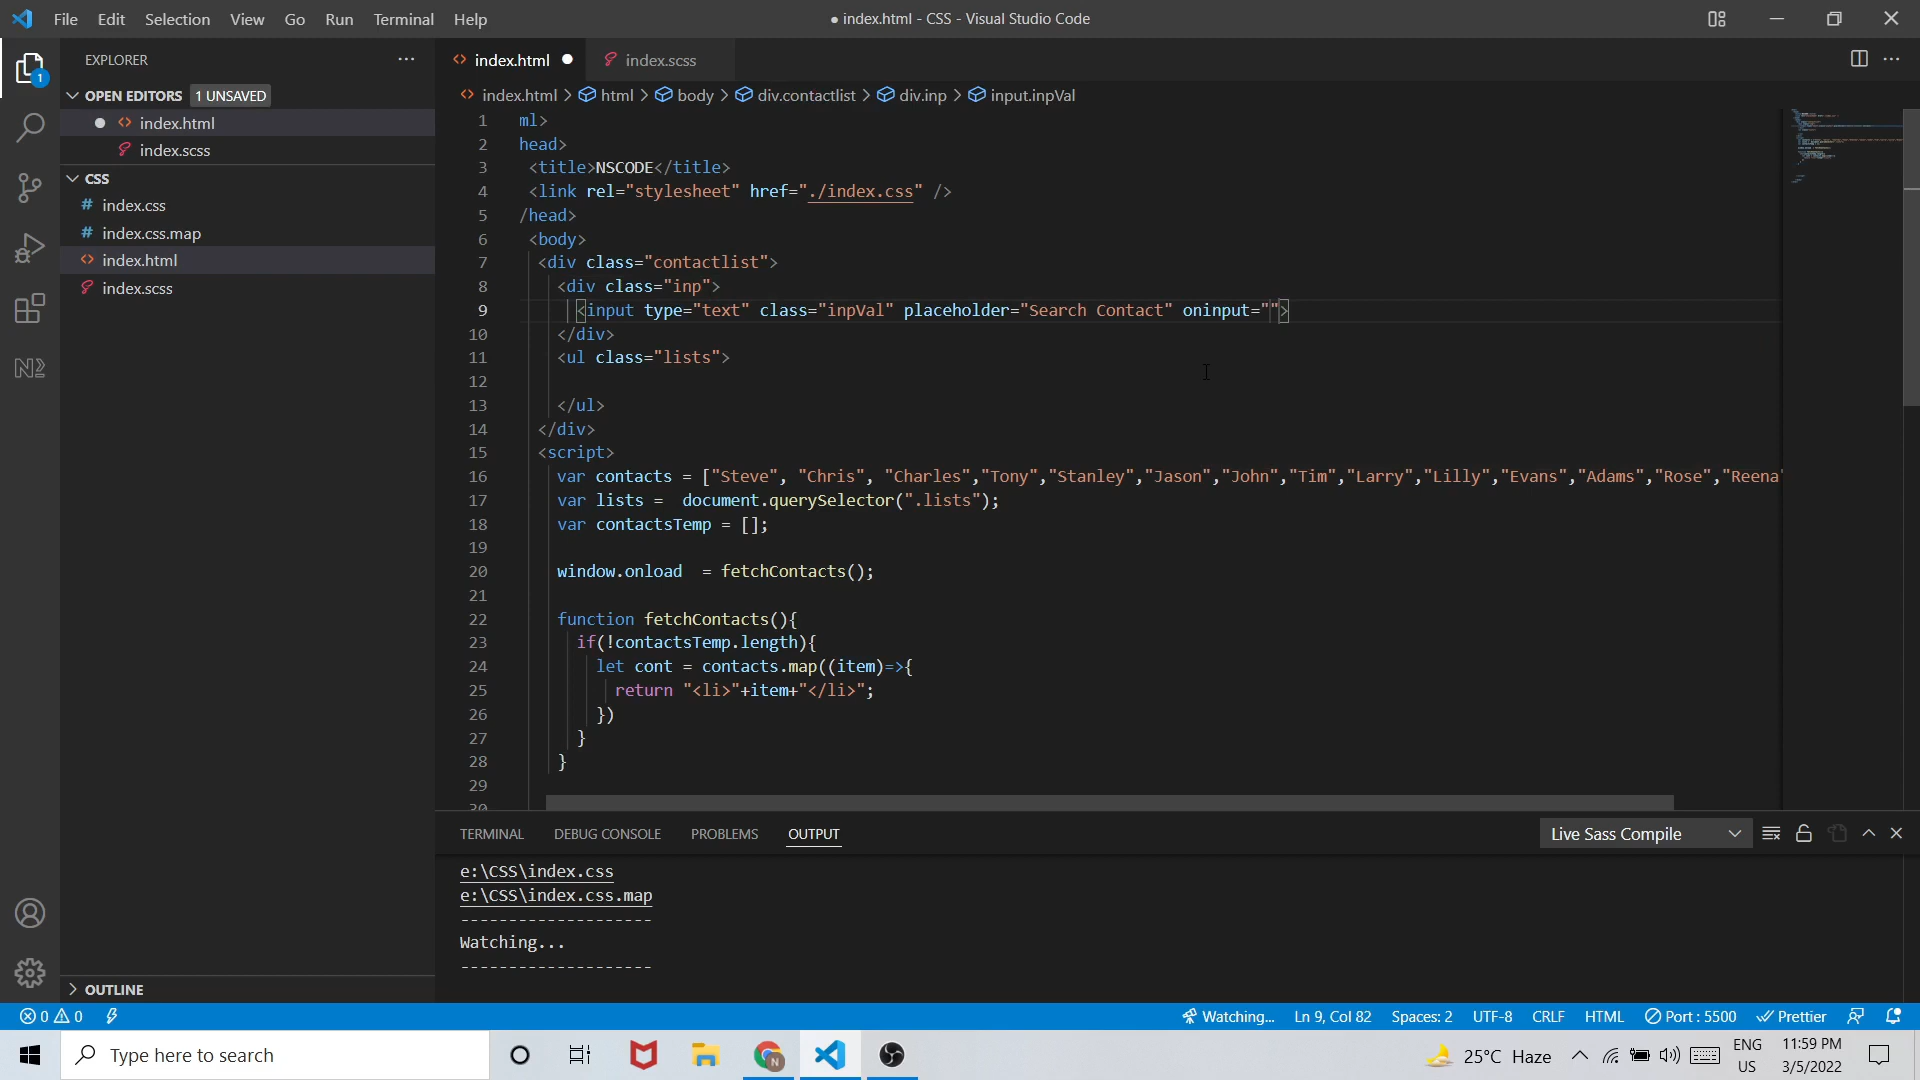 File Edit Selection View Go Run Terminal Help
● index.html - CSS - Visual Studio Code
EXPLORER
OPEN EDITORS 1 UNSAVED
index.html
index.scss
CSS
index.css
index.css.map
index.html
index.scss
OUTLINE
index.html index.scss
index.html > html > body > div.contactlist > div.inp > input.inpVal
1 ml>
2 head>
3 <title>NSCODE</title>
4 <link rel="stylesheet" href="./index.css" />
5 /head>
6 <body>
7 <div class="contactlist">
8 <div class="inp">
9 <input type="text" class="inpVal" placeholder="Search Contact" oninput="">
10 </div>
11 <ul class="lists">
12
13 </ul>
14 </div>
15 <script>
16 var contacts = ["Steve", "Chris", "Charles","Tony","Stanley","Jason","John","Tim","Larry","Lilly","Evans","Adams","Rose","Reena"
17 var lists =  document.querySelector(".lists");
18 var contactsTemp = [];
19
20 window.onload  = fetchContacts();
21
22 function fetchContacts(){
23 if(!contactsTemp.length){
24 let cont = contacts.map((item)=>{
25 return "<li>"+item+"</li>";
26 })
27 }
28 }
29
30
TERMINAL DEBUG CONSOLE PROBLEMS OUTPUT
Live Sass Compile
e:\CSS\index.css
e:\CSS\index.css.map
--------------------
Watching...
--------------------
0 0
Watching... Ln 9, Col 82 Spaces: 2 UTF-8 CRLF HTML Port : 5500 Prettier
Type here to search
25°C Haze
ENG
US
11:59 PM
3/5/2022